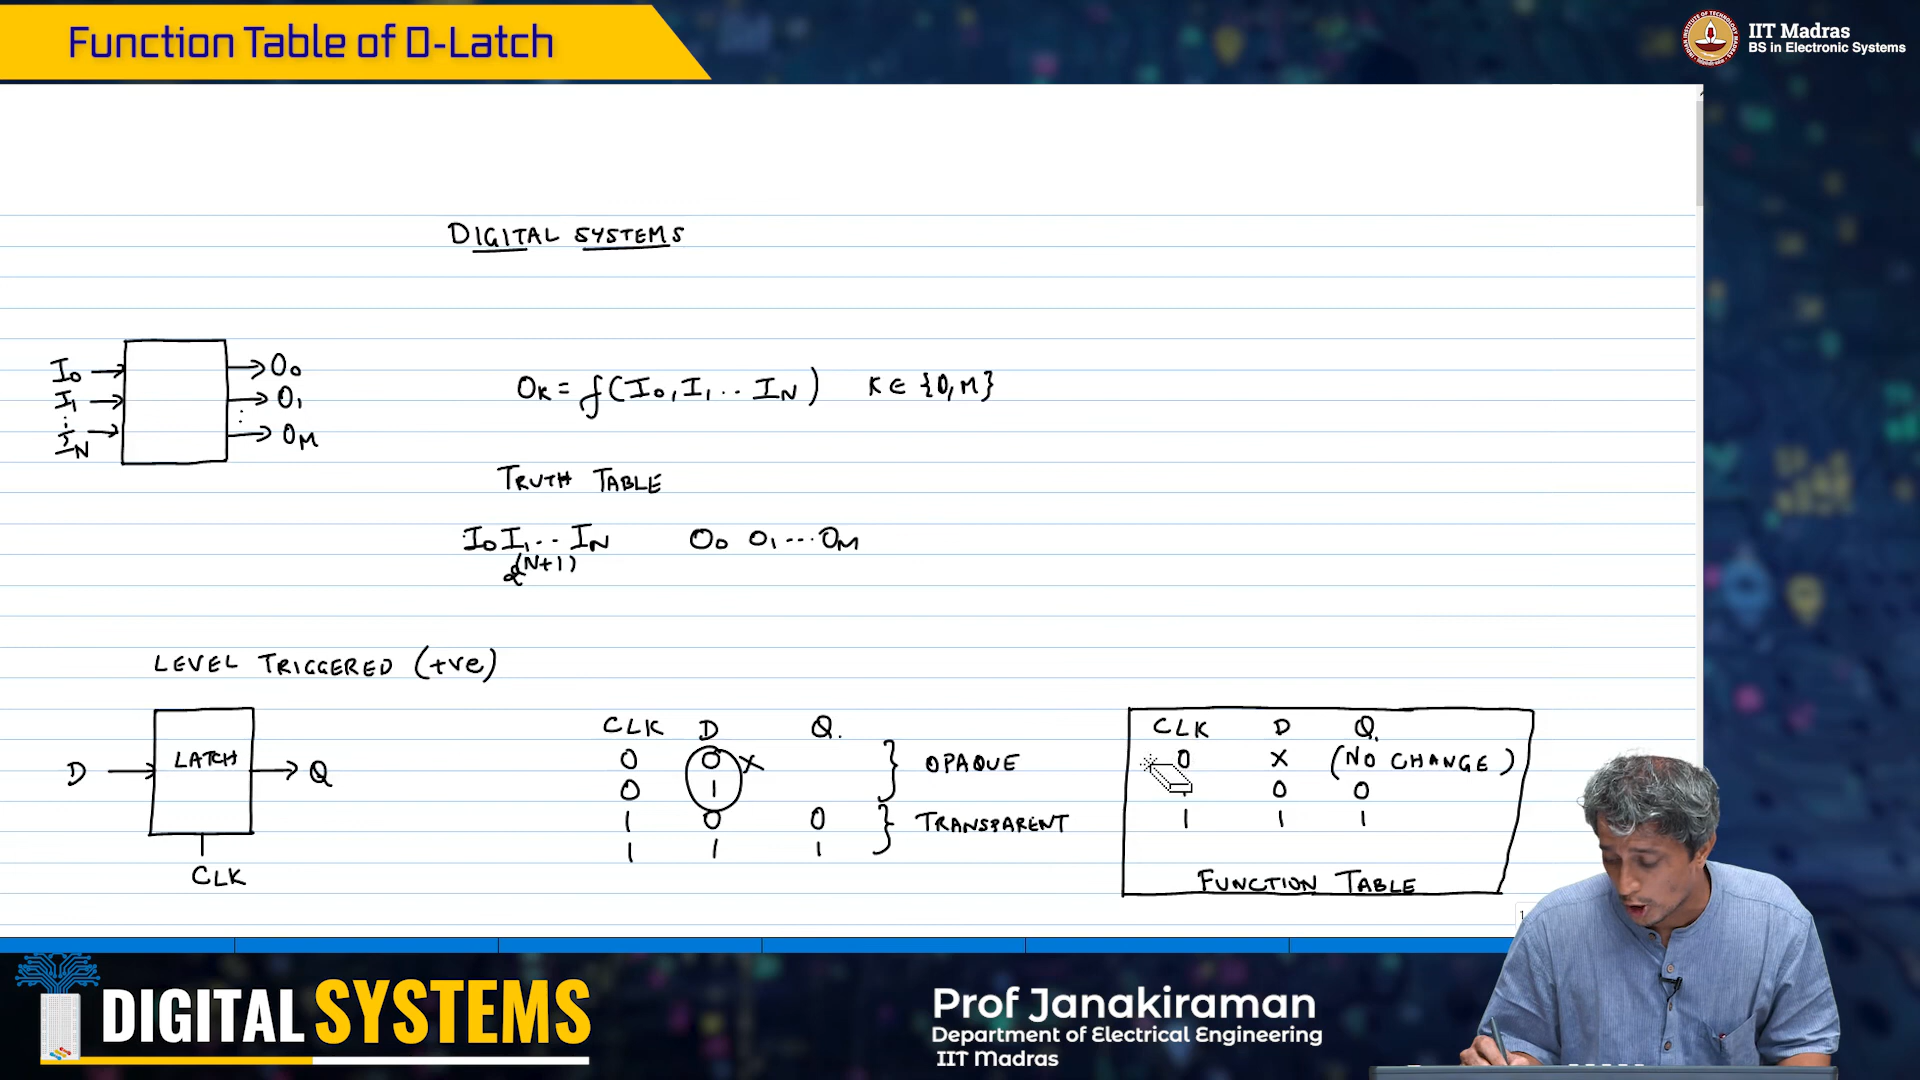 Function Table of D-Latch
IIT Madras
BS in Electronic Systems
DIGITAL SYSTEMS
I0 → → O0
I1 → → O1
⋮ ⋮
IN → → OM
OK = f(I0, I1 .. IN) K ∈ {0, M}
TRUTH TABLE
I0 I1 .. IN O0 O1 ... OM
2^(N+1)
LEVEL TRIGGERED (+ve)
D → LATCH → Q
CLK
CLK D Q.
0 0 X
0 1
1 0 0
1 1 1
} OPAQUE
} TRANSPARENT
CLK D Q.
0 X (NO CHANGE)
0 0
1 1 1
FUNCTION TABLE
1
DIGITAL SYSTEMS
Prof Janakiraman
Department of Electrical Engineering
IIT Madras